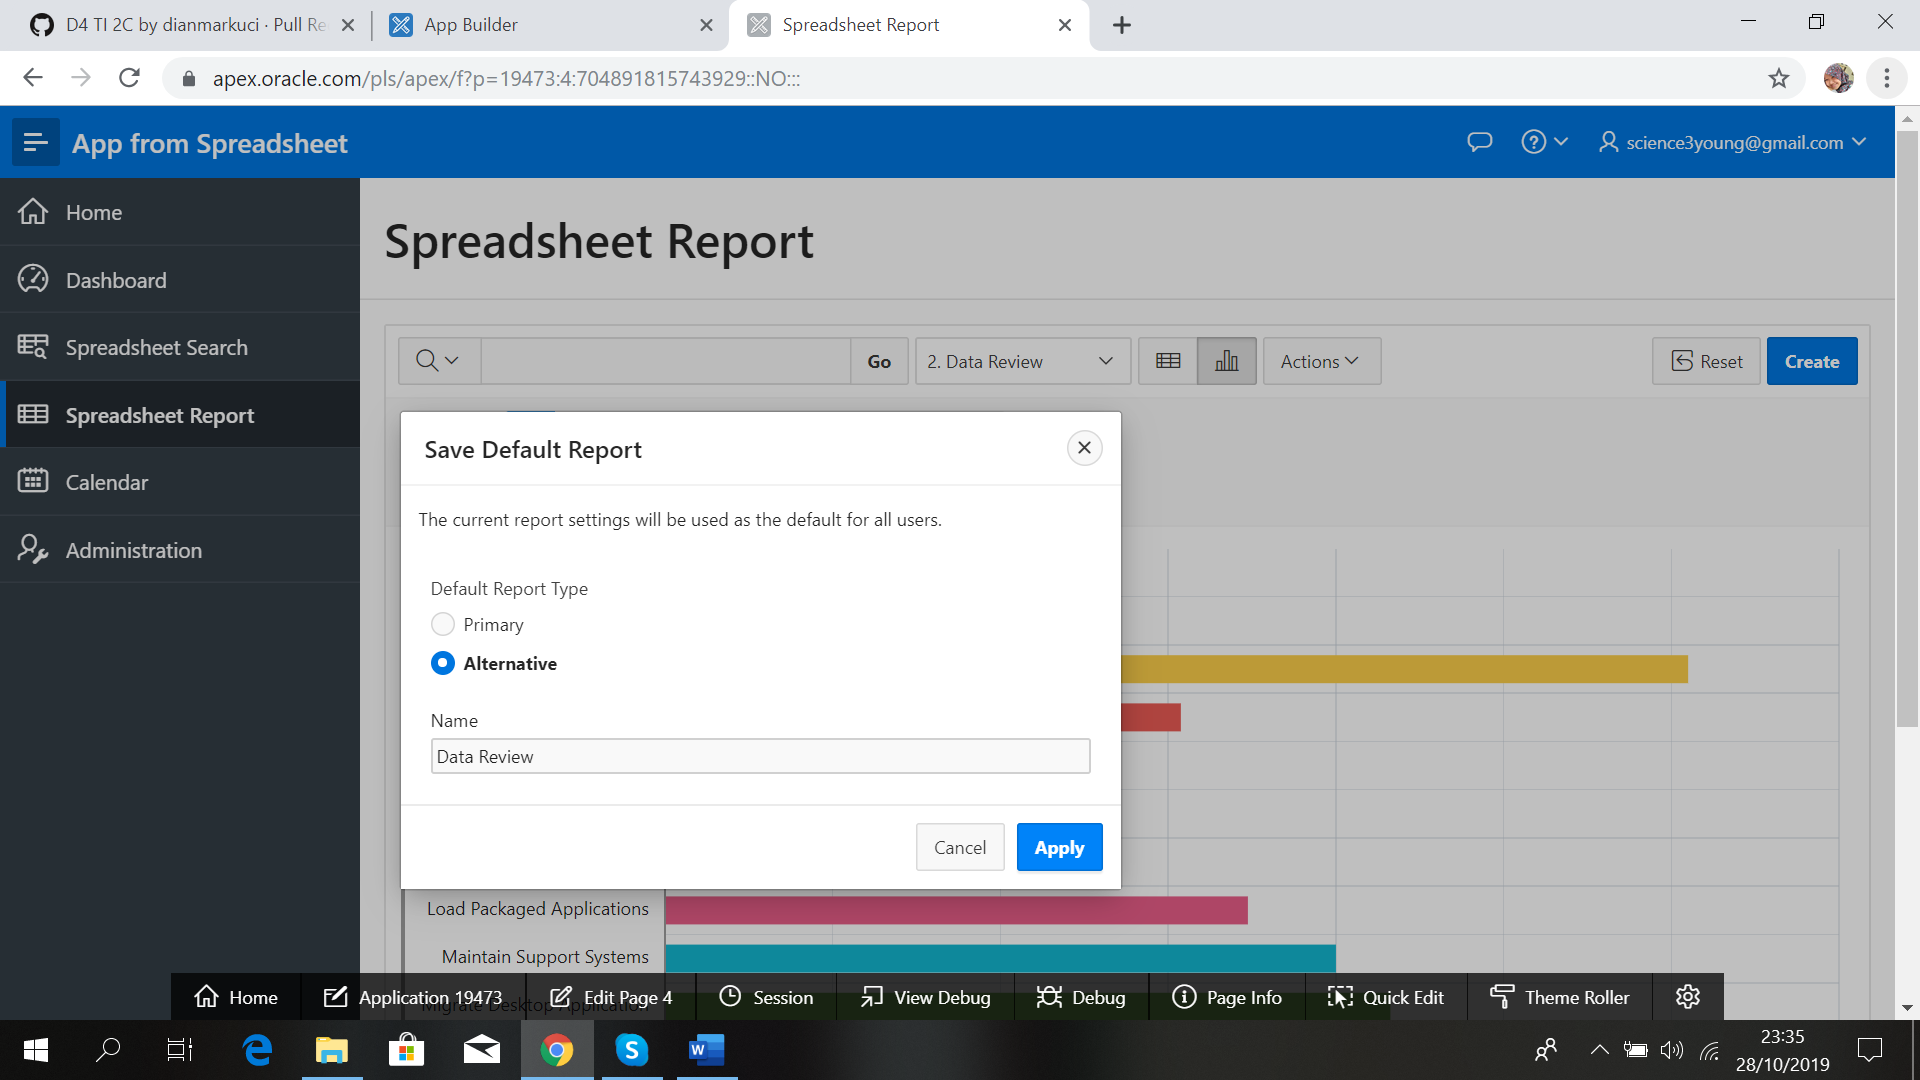 D4 TI 2C by dianmarkuci · Pull Re
App Builder
Spreadsheet Report
apex.oracle.com/pls/apex/f?p=19473:4:704891815743929::NO:::
App from Spreadsheet
science3young@gmail.com
Home
Dashboard
Spreadsheet Search
Spreadsheet Report
Calendar
Administration
Spreadsheet Report
Go
2. Data Review
Actions
Reset
Create
Save Default Report
The current report settings will be used as the default for all users.
Default Report Type
Primary
Alternative
Name
Data Review
Cancel
Apply
Load Packaged Applications
Maintain Support Systems
Migrate Desktop Application
Home
Application 19473
Edit Page 4
Session
View Debug
Debug
Page Info
Quick Edit
Theme Roller
23:35
28/10/2019